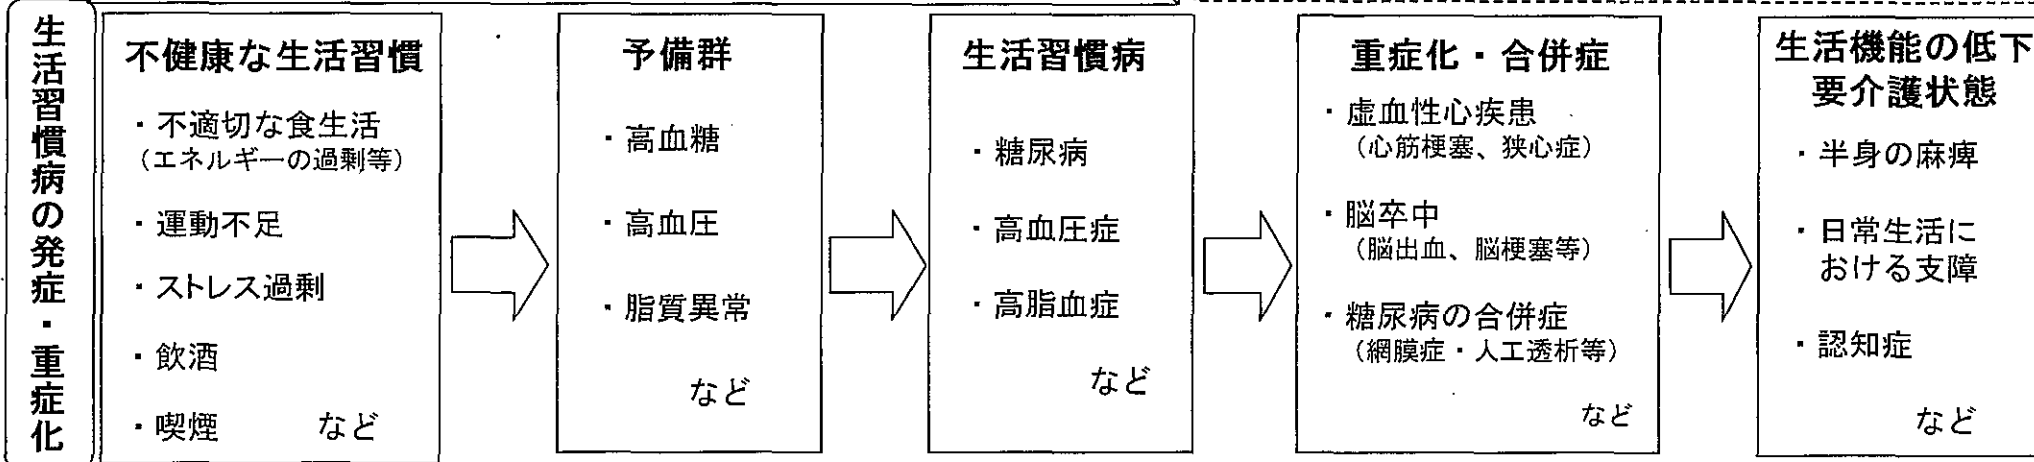 生活習慣病の発症・重症化
不健康な生活習慣
・不適切な食生活
（エネルギーの過剰等）
・運動不足
・ストレス過剰
・飲酒
・喫煙 など
予備群
・高血糖
・高血圧
・脂質異常
など
生活習慣病
・糖尿病
・高血圧症
・高脂血症
など
重症化・合併症
・虚血性心疾患
（心筋梗塞、狭心症）
・脳卒中
（脳出血、脳梗塞等）
・糖尿病の合併症
（網膜症・人工透析等）
など
生活機能の低下
要介護状態
・半身の麻痺
・日常生活に
おける支障
・認知症
など